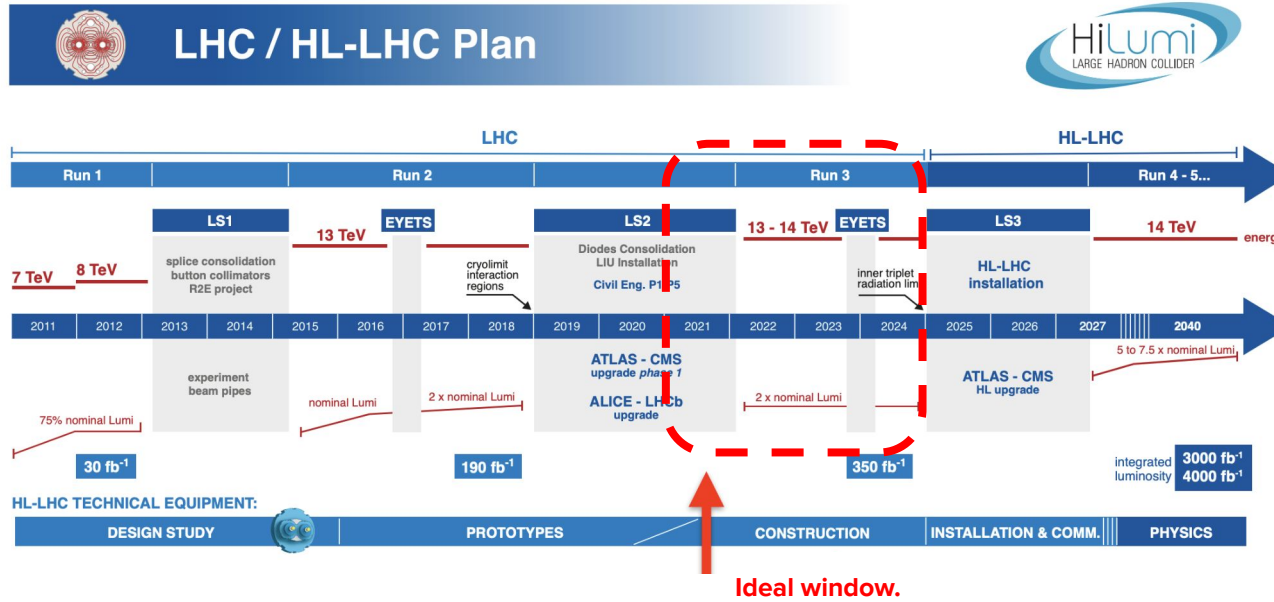 LHC / HL-LHC Plan
HiLumi
LARGE HADRON COLLIDER
LHC
HL-LHC
Run 1
Run 2
Run 3
Run 4 - 5...
LS1
EYETS
LS2
EYETS
LS3
13 TeV
13 - 14 TeV
14 TeV
energ
7 TeV
8 TeV
splice consolidation
button collimators
R2E project
cryolimit
interaction
regions
Diodes Consolidation
LIU Installation
Civil Eng. P1 P5
inner triplet
radiation lim
HL-LHC
installation
2011
2012
2013
2014
2015
2016
2017
2018
2019
2020
2021
2022
2023
2024
2025
2026
2027
2040
5 to 7.5 x nominal Lumi
experiment
beam pipes
ATLAS - CMS
upgrade phase 1
ALICE - LHCb
upgrade
ATLAS - CMS
HL upgrade
75% nominal Lumi
nominal Lumi
2 x nominal Lumi
2 x nominal Lumi
30 fb⁻¹
190 fb⁻¹
350 fb⁻¹
integrated
luminosity
3000 fb⁻¹
4000 fb⁻¹
HL-LHC TECHNICAL EQUIPMENT:
DESIGN STUDY
PROTOTYPES
CONSTRUCTION
INSTALLATION & COMM.
PHYSICS
Ideal window.